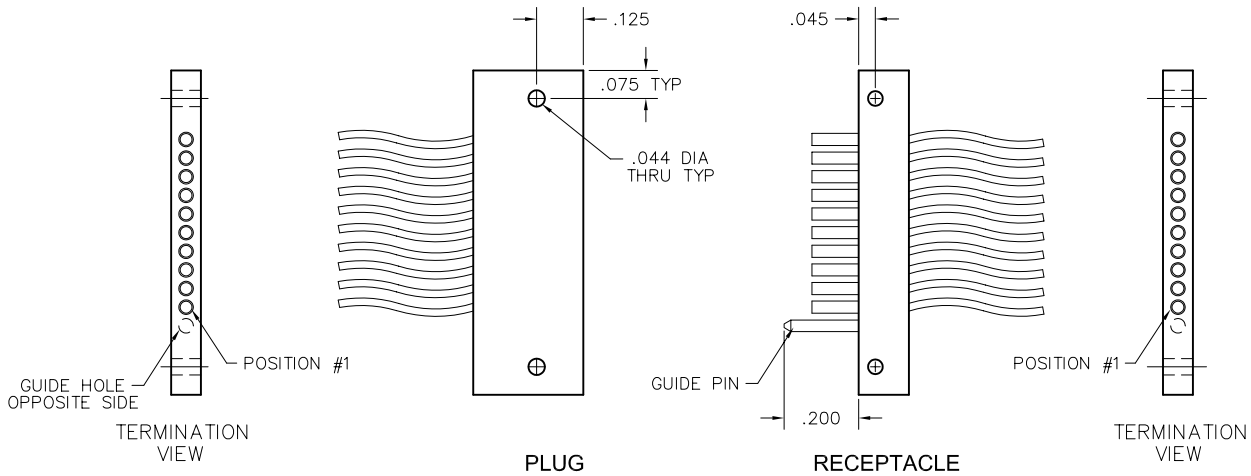 .125
.045
.075 TYP
.044 DIA
THRU TYP
POSITION #1
GUIDE HOLE
OPPOSITE SIDE
TERMINATION
VIEW
PLUG
GUIDE PIN
.200
RECEPTACLE
POSITION #1
TERMINATION
VIEW